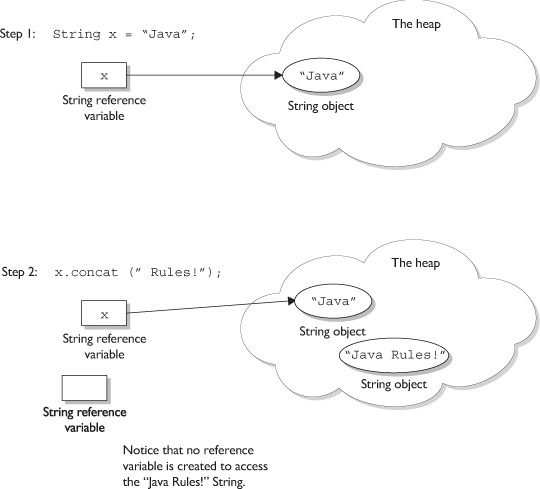 The heap
Step 1: String x = “Java”;
x
“Java”
String reference
variable
String object
The heap
Step 2: x.concat (” Rules!”);
“Java”
x
String object
String reference
variable
“Java Rules!”
String object
String reference
variable
Notice that no reference
variable is created to access
the “Java Rules!” String.